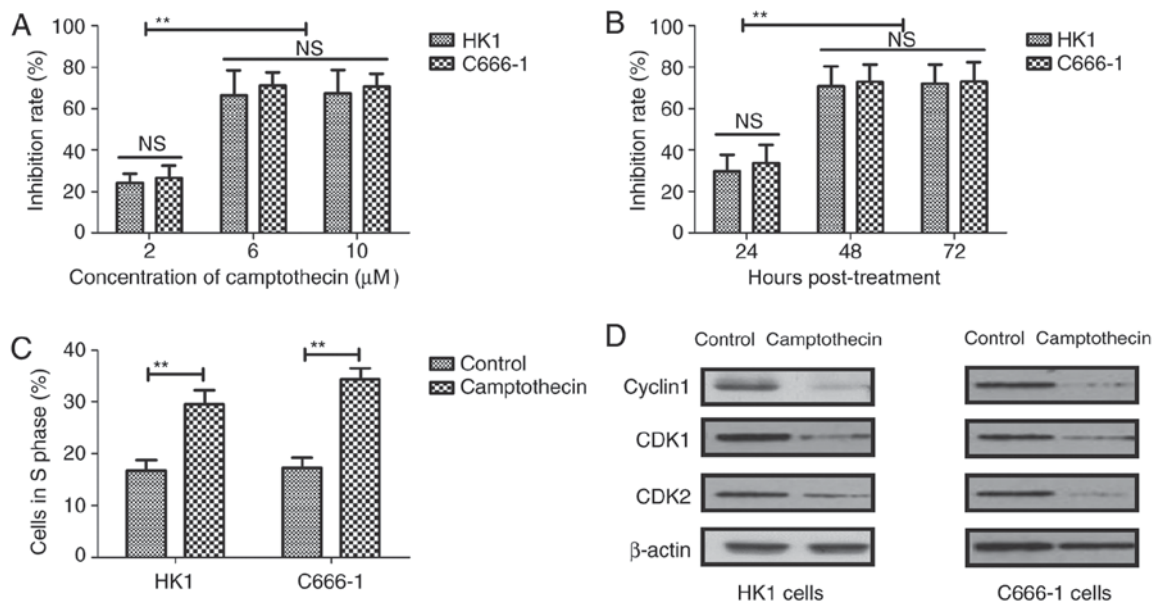 A
Inhibition rate (%)
100
80
60
40
20
0
**
NS
NS
HK1
C666-1
2
6
10
Concentration of camptothecin (μM)
B
Inhibition rate (%)
100
80
60
40
20
0
**
NS
NS
HK1
C666-1
24
48
72
Hours post-treatment
C
Cells in S phase (%)
40
30
20
10
0
**
**
Control
Camptothecin
HK1
C666-1
D
Control Camptothecin
Control Camptothecin
Cyclin1
CDK1
CDK2
β-actin
HK1 cells
C666-1 cells